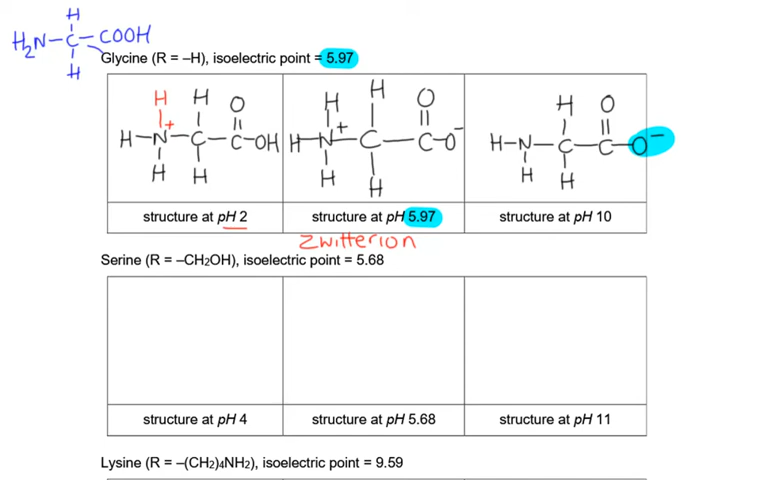 H
H₂N–C–COOH
H
Glycine (R = –H), isoelectric point = 5.97
H H O
H–N+–C–C–OH
H H
H H O
H–N+–C–C–O−
H H
H O
H–N–C–C–O−
H H
structure at pH 2
structure at pH 5.97
structure at pH 10
zwitterion
Serine (R = –CH2OH), isoelectric point = 5.68
structure at pH 4
structure at pH 5.68
structure at pH 11
Lysine (R = –(CH2)4NH2), isoelectric point = 9.59